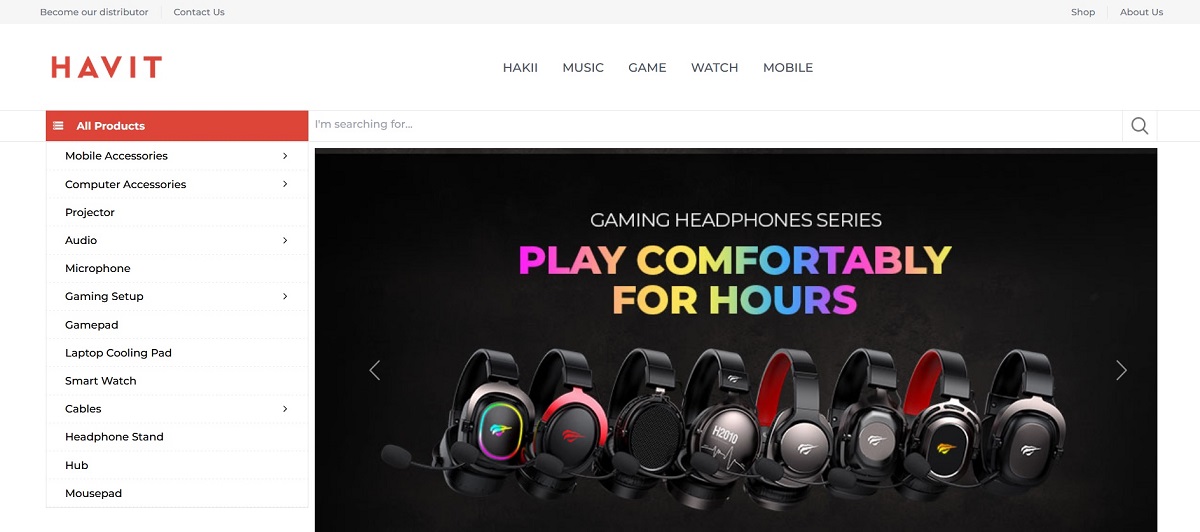 Become our distributor
Contact Us
Shop
About Us
HAVIT
HAKII
MUSIC
GAME
WATCH
MOBILE
All Products
I'm searching for...
Mobile Accessories
Computer Accessories
Projector
Audio
Microphone
Gaming Setup
Gamepad
Laptop Cooling Pad
Smart Watch
Cables
Headphone Stand
Hub
Mousepad
GAMING HEADPHONES SERIES
PLAY COMFORTABLY
FOR HOURS
H2010